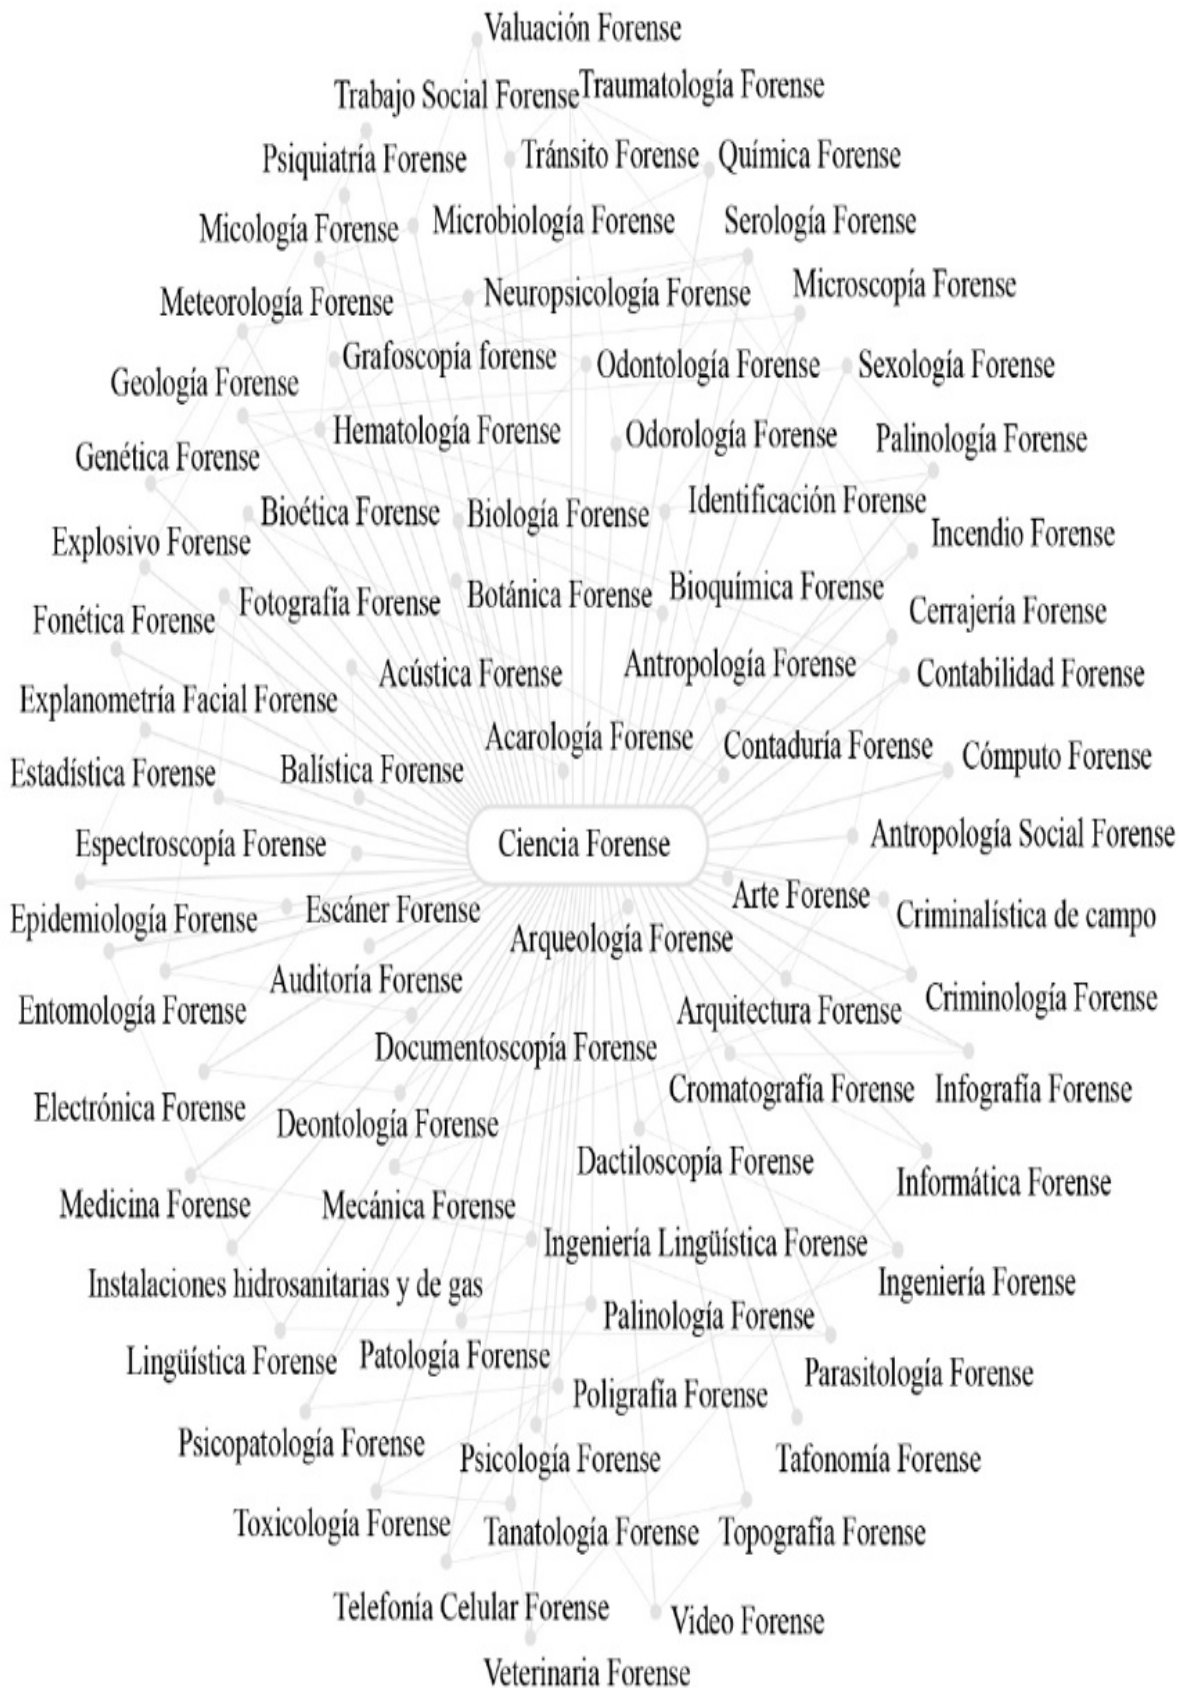 Valuación Forense
Trabajo Social Forense
Traumatología Forense
Psiquiatría Forense
Tránsito Forense
Química Forense
Micología Forense
Microbiología Forense
Serología Forense
Meteorología Forense
Neuropsicología Forense
Microscopía Forense
Geología Forense
Grafoscopía forense
Odontología Forense
Sexología Forense
Genética Forense
Hematología Forense
Odorología Forense
Palinología Forense
Explosivo Forense
Bioética Forense
Biología Forense
Identificación Forense
Incendio Forense
Fonética Forense
Fotografía Forense
Botánica Forense
Bioquímica Forense
Cerrajería Forense
Explanometría Facial Forense
Acústica Forense
Antropología Forense
Contabilidad Forense
Estadística Forense
Balística Forense
Acarología Forense
Contaduría Forense
Cómputo Forense
Espectroscopía Forense
Ciencia Forense
Antropología Social Forense
Epidemiología Forense
Escáner Forense
Arqueología Forense
Arte Forense
Criminalística de campo
Entomología Forense
Auditoría Forense
Arquitectura Forense
Criminología Forense
Documentoscopía Forense
Electrónica Forense
Deontología Forense
Cromatografía Forense
Infografía Forense
Dactiloscopía Forense
Informática Forense
Medicina Forense
Mecánica Forense
Ingeniería Lingüística Forense
Instalaciones hidrosanitarias y de gas
Ingeniería Forense
Palinología Forense
Lingüística Forense
Patología Forense
Parasitología Forense
Poligrafía Forense
Psicopatología Forense
Psicología Forense
Tafonomía Forense
Toxicología Forense
Tanatología Forense
Topografía Forense
Telefonía Celular Forense
Video Forense
Veterinaria Forense